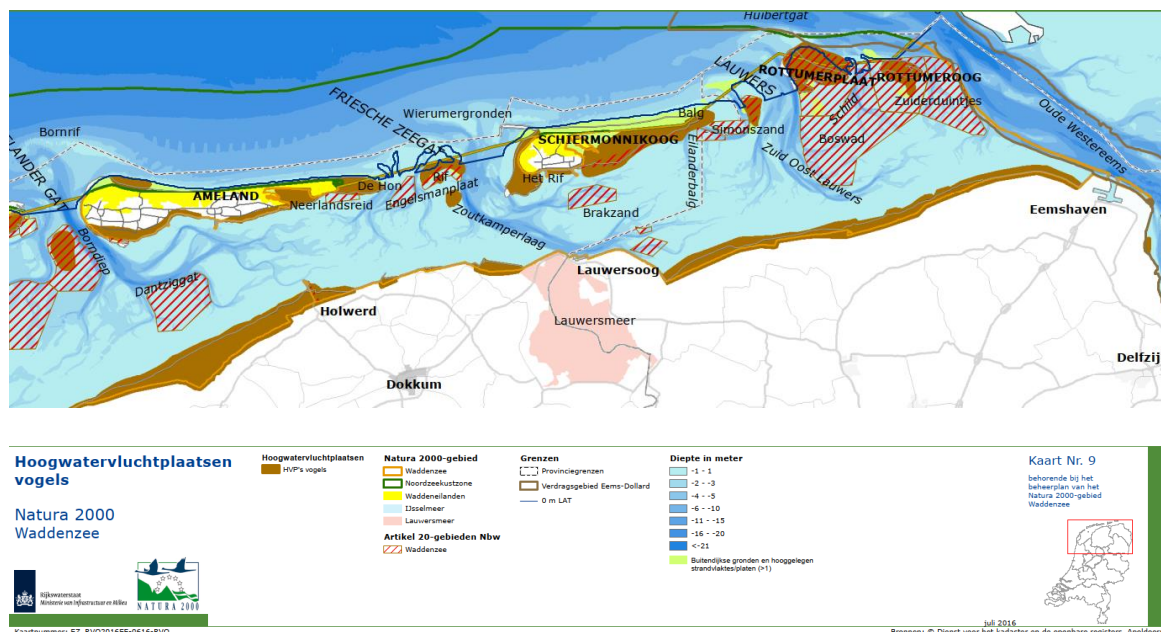 Huibertgat
LAUWERS
ROTTUMERPLAAT
ROTTUMEROOG
FRIESCHE ZEEGAT
Schild
Zuiderduintjes
Wierumergronden
Balg
Oude Westereems
Bornrif
Simonszand
SCHIERMONNIKOOG
Boswad
Eilanderbalg
Zuid Oost Lauwers
Rif
Het Rif
De Hon
AMELAND
Engelsmanplaat
Neerlandsreid
Brakzand
Eemshaven
Zoutkamperlaag
Borndiep
Dantziggat
Lauwersoog
Holwerd
Lauwersmeer
Delfzij
Dokkum
Hoogwatervluchtplaatsen
vogels
Natura 2000
Waddenzee
Rijkswaterstaat
Ministerie van Infrastructuur en Milieu
NATURA 2000
Hoogwatervluchtplaatsen
HVP's vogels
Natura 2000-gebied
Waddenzee
Noordzeekustzone
Waddeneilanden
IJsselmeer
Lauwersmeer
Artikel 20-gebieden Nbw
Waddenzee
Grenzen
Provinciegrenzen
Verdragsgebied Eems-Dollard
0 m LAT
Diepte in meter
-1 - 1
-2 - -3
-4 - -5
-6 - -10
-11 - -15
-16 - -20
<-21
Buitendijkse gronden en hooggelegen
strandvlaktes/platen (>1)
Kaart Nr. 9
behorende bij het
beheerplan van het
Natura 2000-gebied
Waddenzee
juli 2016